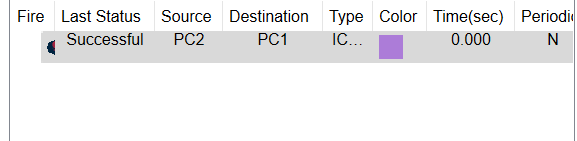 Fire Last Status Source Destination Type Color Time(sec) Periodic
Successful PC2 PC1 IC... 0.000 N